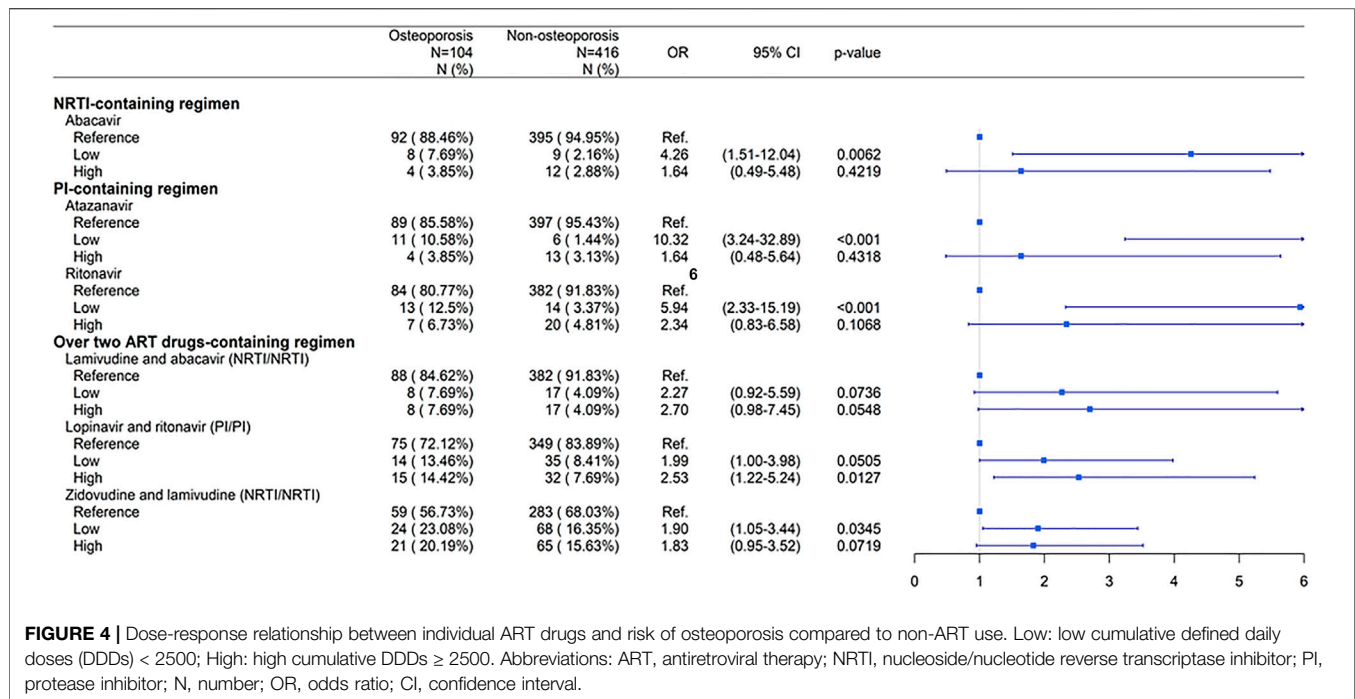 Osteoporosis Non-osteoporosis
N=104 N=416 OR 95% CI p-value
N (%) N (%)
NRTI-containing regimen
Abacavir
Reference 92 ( 88.46%) 395 ( 94.95%) Ref.
Low 8 ( 7.69%) 9 ( 2.16%) 4.26 (1.51-12.04) 0.0062
High 4 ( 3.85%) 12 ( 2.88%) 1.64 (0.49-5.48) 0.4219
PI-containing regimen
Atazanavir
Reference 89 ( 85.58%) 397 ( 95.43%) Ref.
Low 11 ( 10.58%) 6 ( 1.44%) 10.32 (3.24-32.89) <0.001
High 4 ( 3.85%) 13 ( 3.13%) 1.64 (0.48-5.64) 0.4318
Ritonavir 6
Reference 84 ( 80.77%) 382 ( 91.83%) Ref.
Low 13 ( 12.5%) 14 ( 3.37%) 5.94 (2.33-15.19) <0.001
High 7 ( 6.73%) 20 ( 4.81%) 2.34 (0.83-6.58) 0.1068
Over two ART drugs-containing regimen
Lamivudine and abacavir (NRTI/NRTI)
Reference 88 ( 84.62%) 382 ( 91.83%) Ref.
Low 8 ( 7.69%) 17 ( 4.09%) 2.27 (0.92-5.59) 0.0736
High 8 ( 7.69%) 17 ( 4.09%) 2.70 (0.98-7.45) 0.0548
Lopinavir and ritonavir (PI/PI)
Reference 75 ( 72.12%) 349 ( 83.89%) Ref.
Low 14 ( 13.46%) 35 ( 8.41%) 1.99 (1.00-3.98) 0.0505
High 15 ( 14.42%) 32 ( 7.69%) 2.53 (1.22-5.24) 0.0127
Zidovudine and lamivudine (NRTI/NRTI)
Reference 59 ( 56.73%) 283 ( 68.03%) Ref.
Low 24 ( 23.08%) 68 ( 16.35%) 1.90 (1.05-3.44) 0.0345
High 21 ( 20.19%) 65 ( 15.63%) 1.83 (0.95-3.52) 0.0719
0 1 2 3 4 5 6
FIGURE 4 | Dose-response relationship between individual ART drugs and risk of osteoporosis compared to non-ART use. Low: low cumulative defined daily
doses (DDDs) < 2500; High: high cumulative DDDs ≥ 2500. Abbreviations: ART, antiretroviral therapy; NRTI, nucleoside/nucleotide reverse transcriptase inhibitor; PI,
protease inhibitor; N, number; OR, odds ratio; CI, confidence interval.